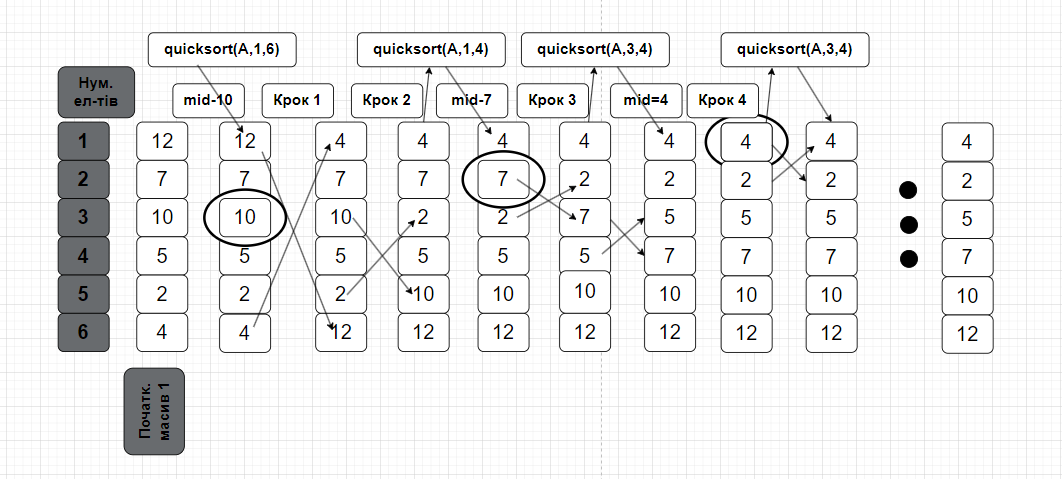 quicksort(A,1,6)
quicksort(A,1,4)
quicksort(A,3,4)
quicksort(A,3,4)
Нум.
ел-тів
mid-10
Крок 1
Крок 2
mid-7
Крок 3
mid=4
Крок 4
1 12 12 4 4 4 4 4 4 4 4
2 7 7 7 7 7 2 2 2 2 2
3 10 10 10 2 2 7 5 5 5 5
4 5 5 5 5 5 5 7 7 7 7
5 2 2 2 10 10 10 10 10 10 10
6 4 4 12 12 12 12 12 12 12 12
Початк.
масив 1